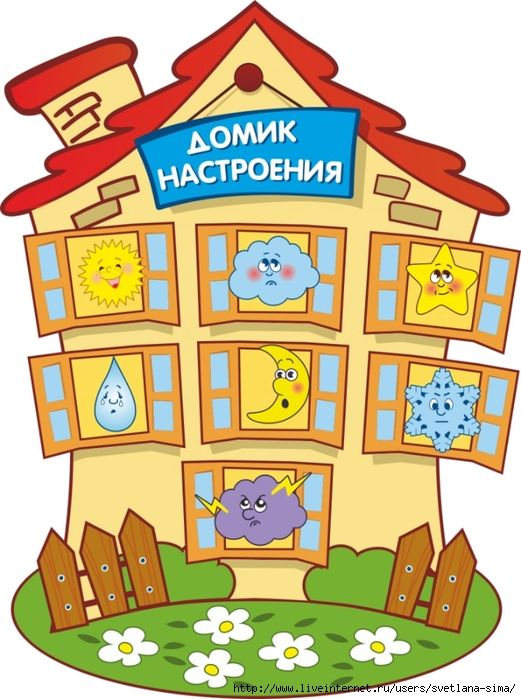 ДОМИК
НАСТРОЕНИЯ
http://www.liveinternet.ru/users/svetlana-sima/